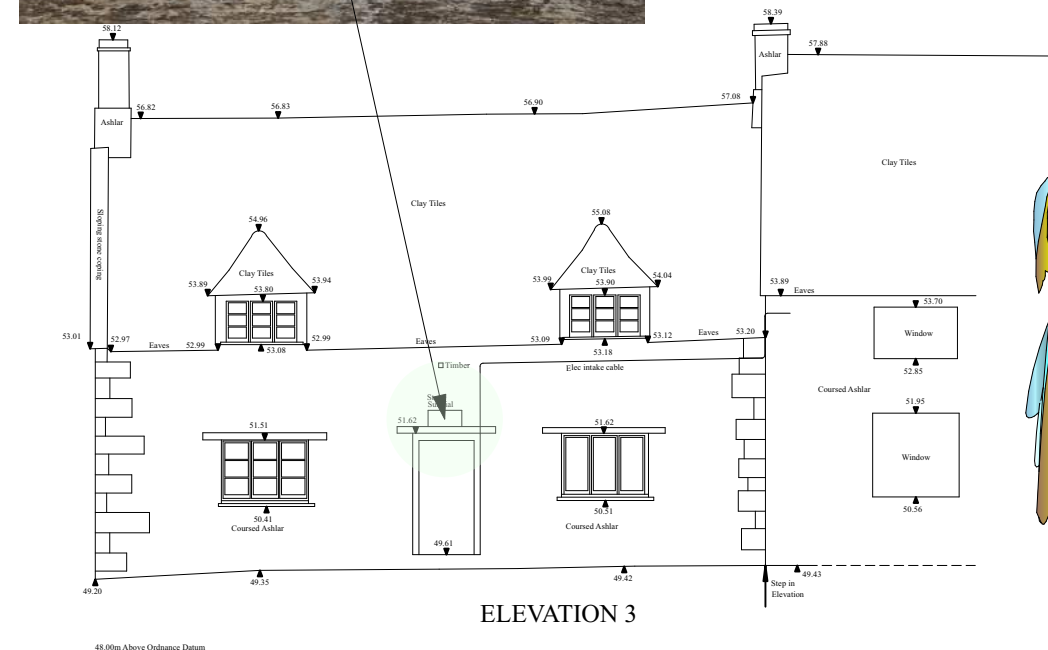 58.12
58.39
Ashlar
57.88
56.82
56.83
56.90
57.08
Ashlar
Clay Tiles
Clay Tiles
Sloping stone coping
54.96
55.08
Clay Tiles
Clay Tiles
53.89
53.94
53.80
53.99
54.04
53.90
53.89
Eaves
53.70
Window
53.01
52.97
Eaves
52.99
53.08
52.99
Eaves
53.09
53.18
53.12
Eaves
53.20
52.85
Timber
Elec intake cable
Coursed Ashlar
51.95
51.51
51.62
51.62
Window
50.41
Coursed Ashlar
50.51
Coursed Ashlar
50.56
49.61
49.20
49.35
49.42
49.43
Step in
Elevation
ELEVATION 3
48.00m Above Ordnance Datum